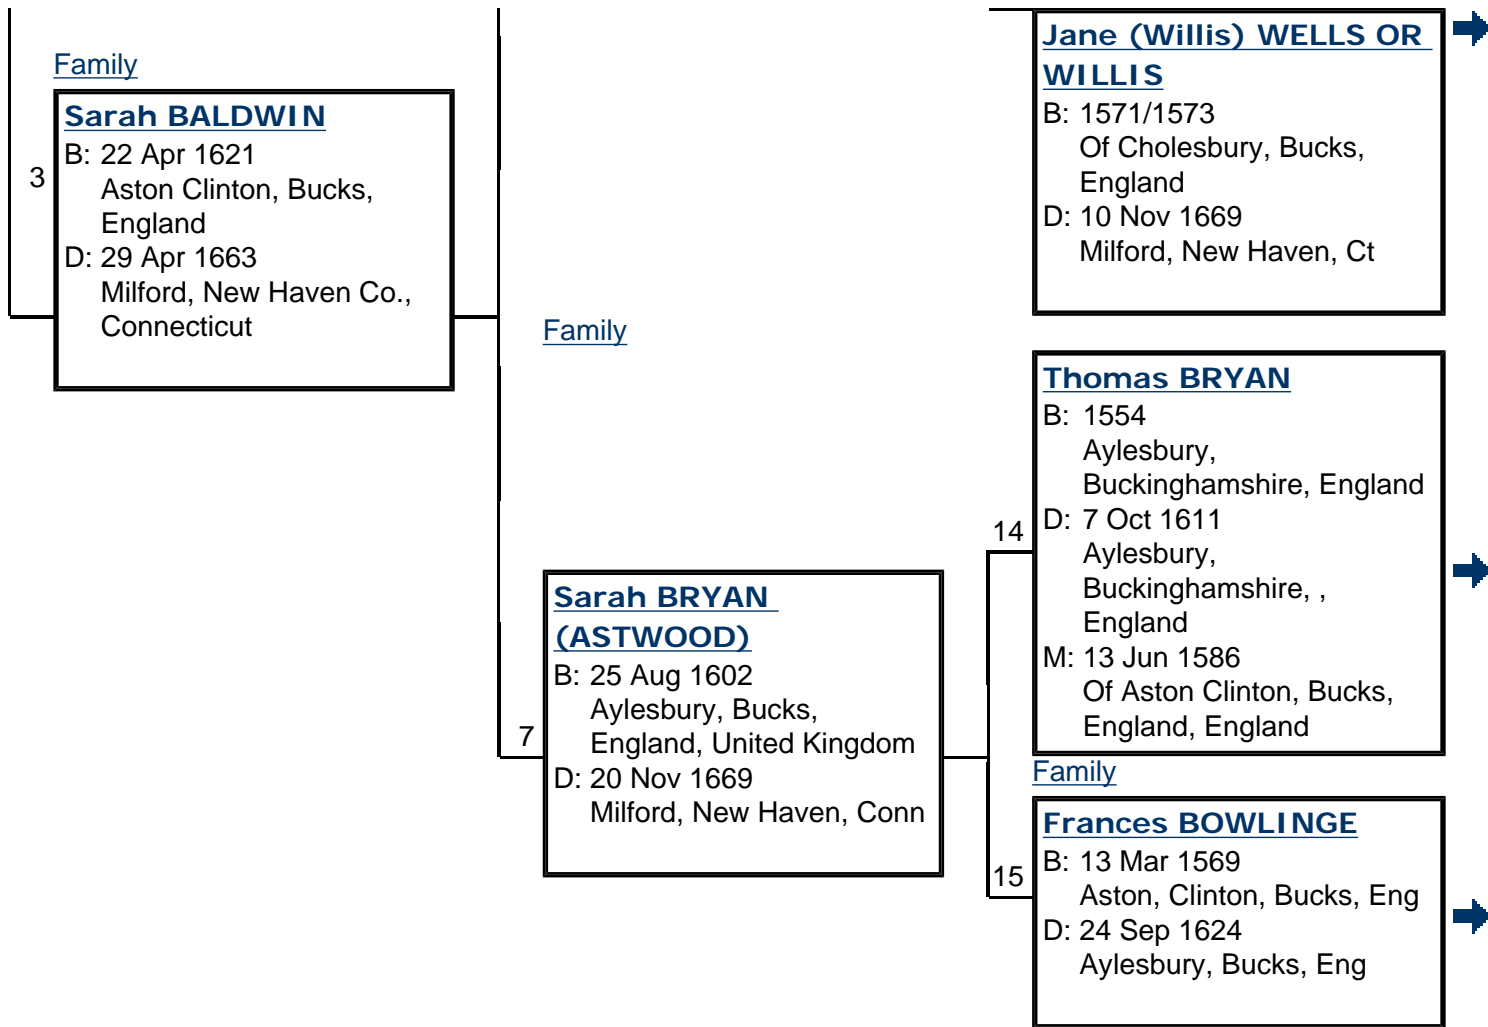 Family
3
Sarah BALDWIN
B: 22 Apr 1621
Aston Clinton, Bucks,
England
D: 29 Apr 1663
Milford, New Haven Co.,
Connecticut
Family
7
Sarah BRYAN
(ASTWOOD)
B: 25 Aug 1602
Aylesbury, Bucks,
England, United Kingdom
D: 20 Nov 1669
Milford, New Haven, Conn
Jane (Willis) WELLS OR
WILLIS
B: 1571/1573
Of Cholesbury, Bucks,
England
D: 10 Nov 1669
Milford, New Haven, Ct
14
Thomas BRYAN
B: 1554
Aylesbury,
Buckinghamshire, England
D: 7 Oct 1611
Aylesbury,
Buckinghamshire, ,
England
M: 13 Jun 1586
Of Aston Clinton, Bucks,
England, England
Family
15
Frances BOWLINGE
B: 13 Mar 1569
Aston, Clinton, Bucks, Eng
D: 24 Sep 1624
Aylesbury, Bucks, Eng